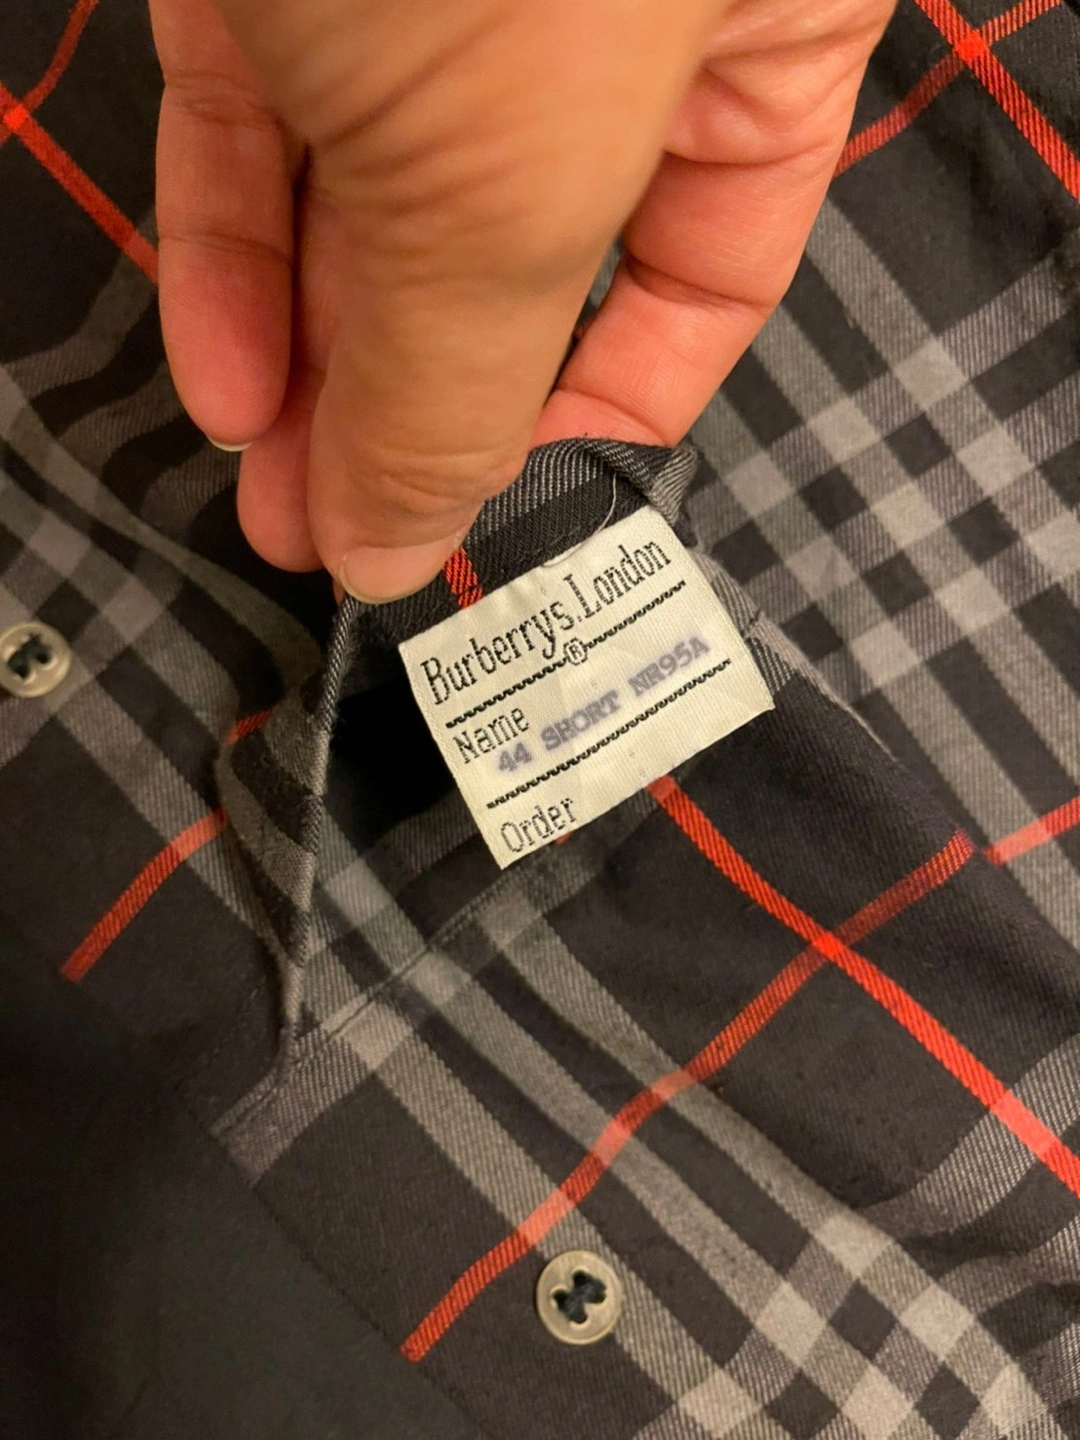 Burberrys.London
®
Name
44 SHORT NR95A
Order